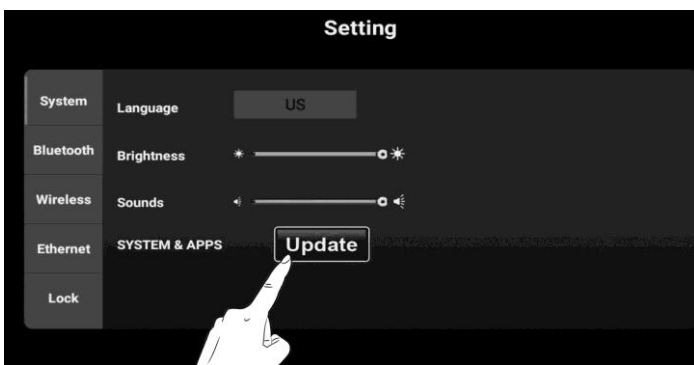 Setting
System
Language
US
Bluetooth
Brightness
Wireless
Sounds
Ethernet
SYSTEM & APPS
Update
Lock